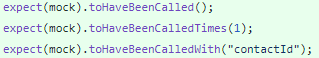 expect(mock).toHaveBeenCalled();
expect(mock).toHaveBeenCalledTimes(1);
expect(mock).toHaveBeenCalledWith("contactId");